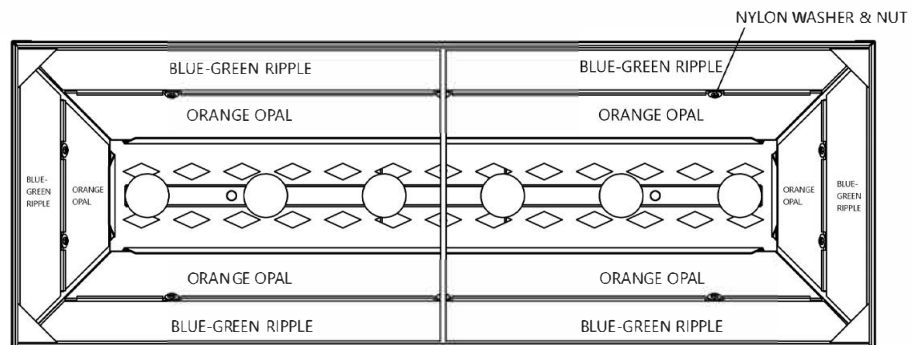 NYLON WASHER & NUT
BLUE-GREEN RIPPLE
BLUE-GREEN RIPPLE
ORANGE OPAL
ORANGE OPAL
BLUE-
GREEN
RIPPLE
ORANGE
OPAL
ORANGE
OPAL
BLUE-
GREEN
RIPPLE
ORANGE OPAL
ORANGE OPAL
BLUE-GREEN RIPPLE
BLUE-GREEN RIPPLE